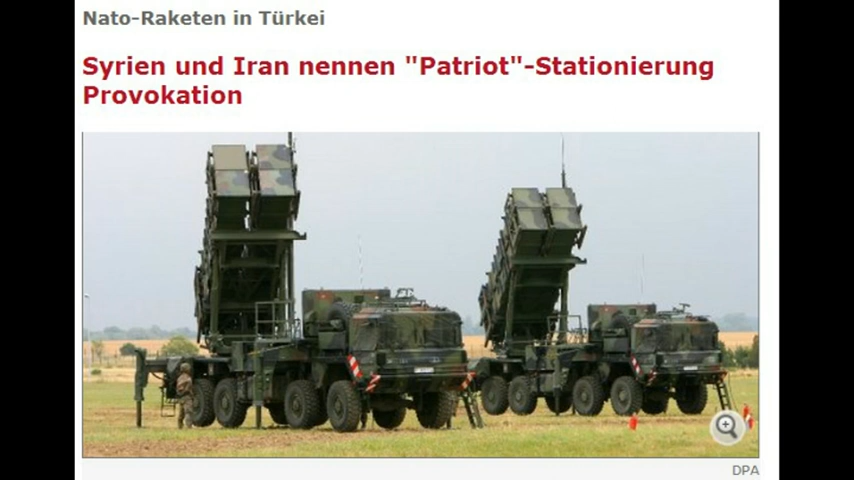 Nato-Raketen in Türkei
Syrien und Iran nennen "Patriot"-Stationierung
Provokation
DPA